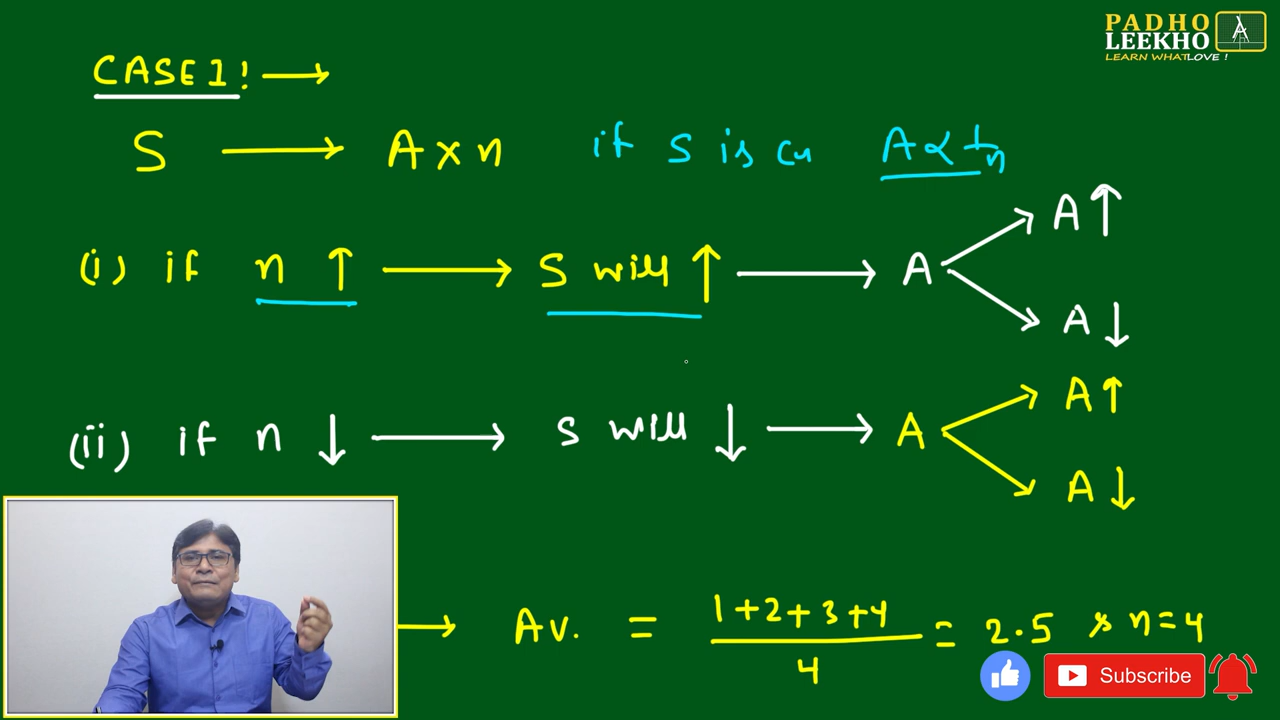 PADHO
LEEKHO
LEARN WHAT LOVE !
CASE 1! →
S → A × n if S is cn A ∝ 1/n
(i) if n ↑ → S will ↑ → A → A ↑
A ↓
(ii) if n ↓ → S will ↓ → A → A ↑
A ↓
→ Av. = 1+2+3+4 / 4 = 2.5 & n=4
Subscribe